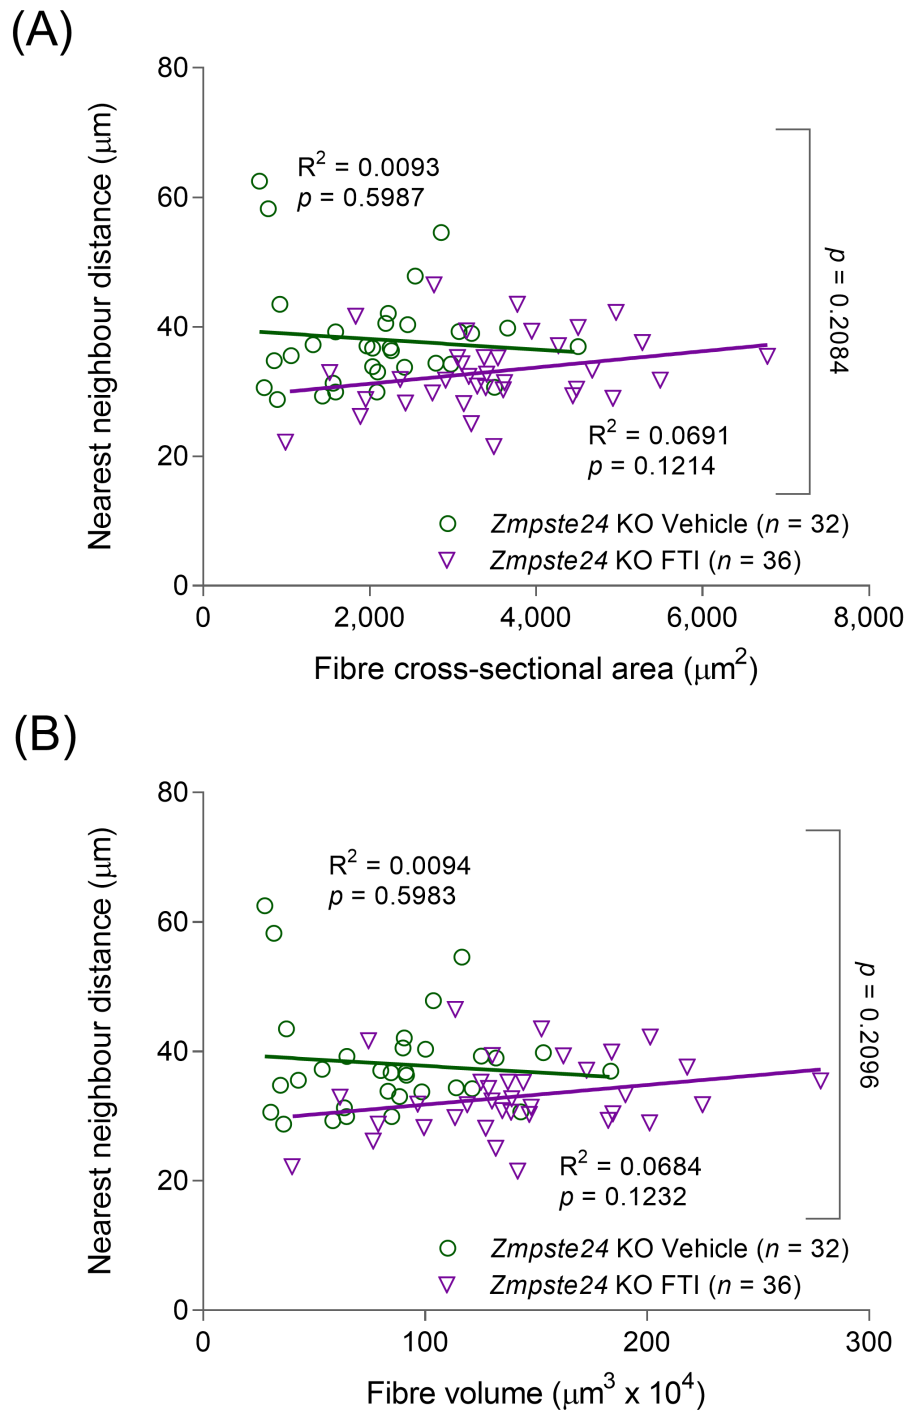 (A)
80
60
40
20
0
Nearest neighbour distance (μm)
R² = 0.0093
p = 0.5987
p = 0.2084
R² = 0.0691
p = 0.1214
Zmpste24 KO Vehicle (n = 32)
Zmpste24 KO FTI (n = 36)
0 2,000 4,000 6,000 8,000
Fibre cross-sectional area (μm²)
(B)
80
60
40
20
0
Nearest neighbour distance (μm)
R² = 0.0094
p = 0.5983
p = 0.2096
R² = 0.0684
p = 0.1232
Zmpste24 KO Vehicle (n = 32)
Zmpste24 KO FTI (n = 36)
0 100 200 300
Fibre volume (μm³ x 10⁴)